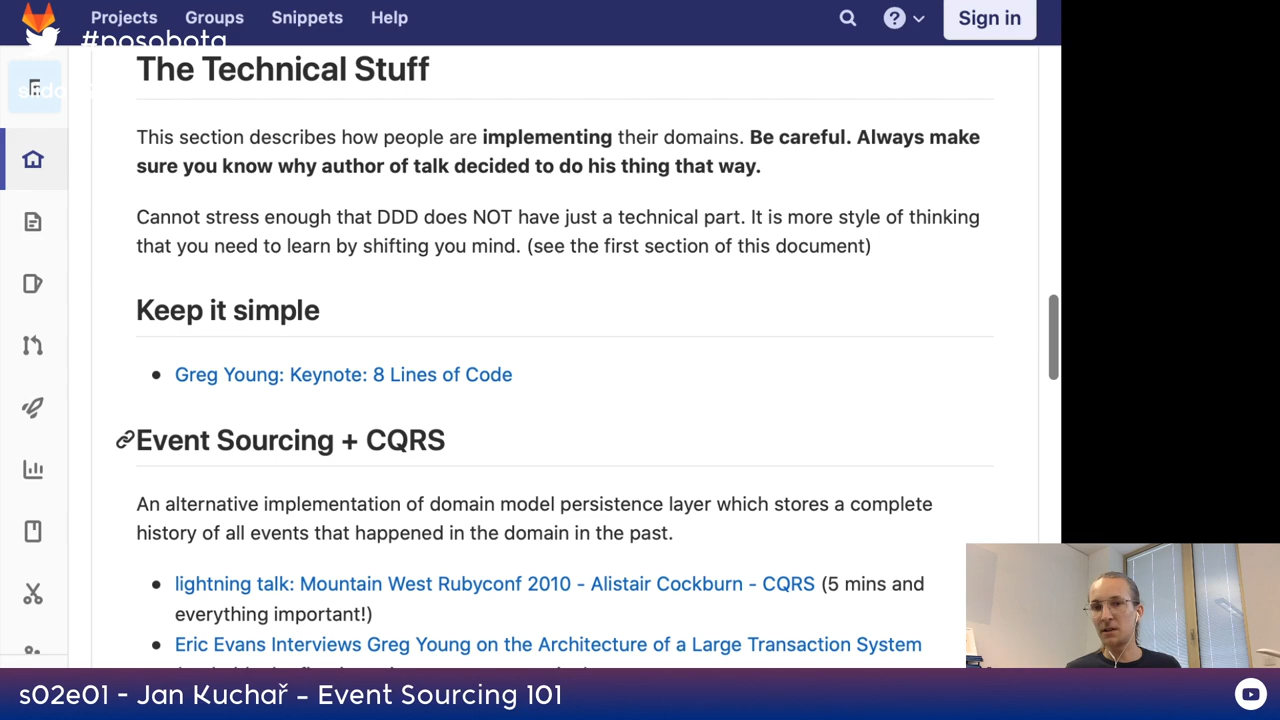 Projects Groups Snippets Help Sign in
#posobota
The Technical Stuff
This section describes how people are implementing their domains. Be careful. Always make
sure you know why author of talk decided to do his thing that way.
Cannot stress enough that DDD does NOT have just a technical part. It is more style of thinking
that you need to learn by shifting you mind. (see the first section of this document)
Keep it simple
Greg Young: Keynote: 8 Lines of Code
Event Sourcing + CQRS
An alternative implementation of domain model persistence layer which stores a complete
history of all events that happened in the domain in the past.
lightning talk: Mountain West Rubyconf 2010 - Alistair Cockburn - CQRS (5 mins and
everything important!)
Eric Evans Interviews Greg Young on the Architecture of a Large Transaction System
s02e01 - Jan Kuchař - Event Sourcing 101